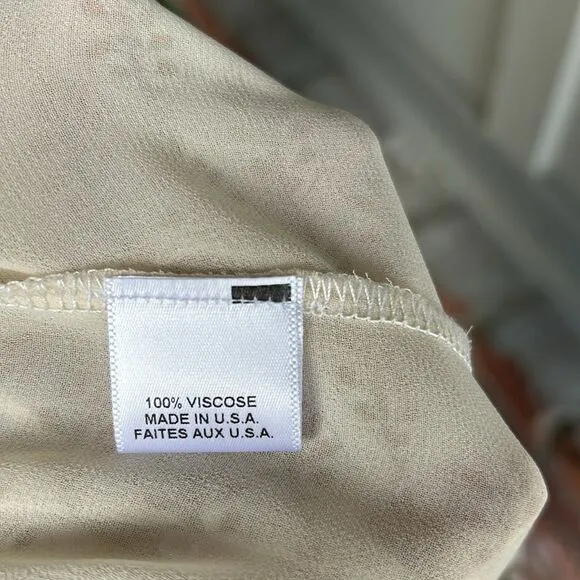 100% VISCOSE
MADE IN U.S.A.
FAITES AUX U.S.A.